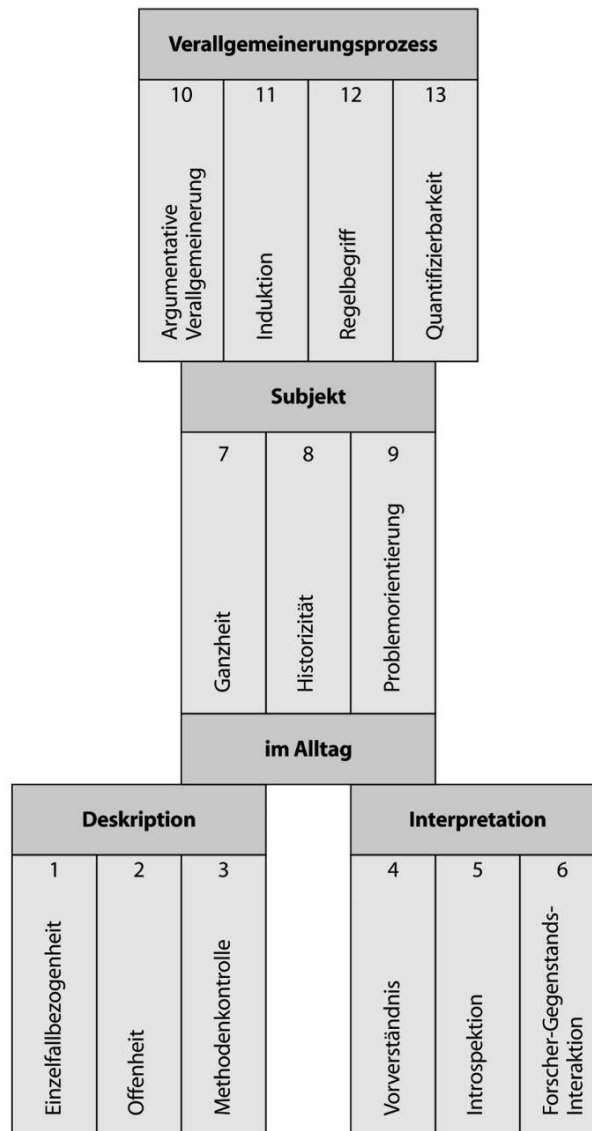 Verallgemeinerungsprozess
10
11
12
13
Argumentative
Verallgemeinerung
Induktion
Regelbegriff
Quantifizierbarkeit
Subjekt
7
8
9
Ganzheit
Historizität
Problemorientierung
im Alltag
Deskription
Interpretation
1
2
3
4
5
6
Einzelfallbezogenheit
Offenheit
Methodenkontrolle
Vorverständnis
Introspektion
Forscher-Gegenstands-
Interaktion